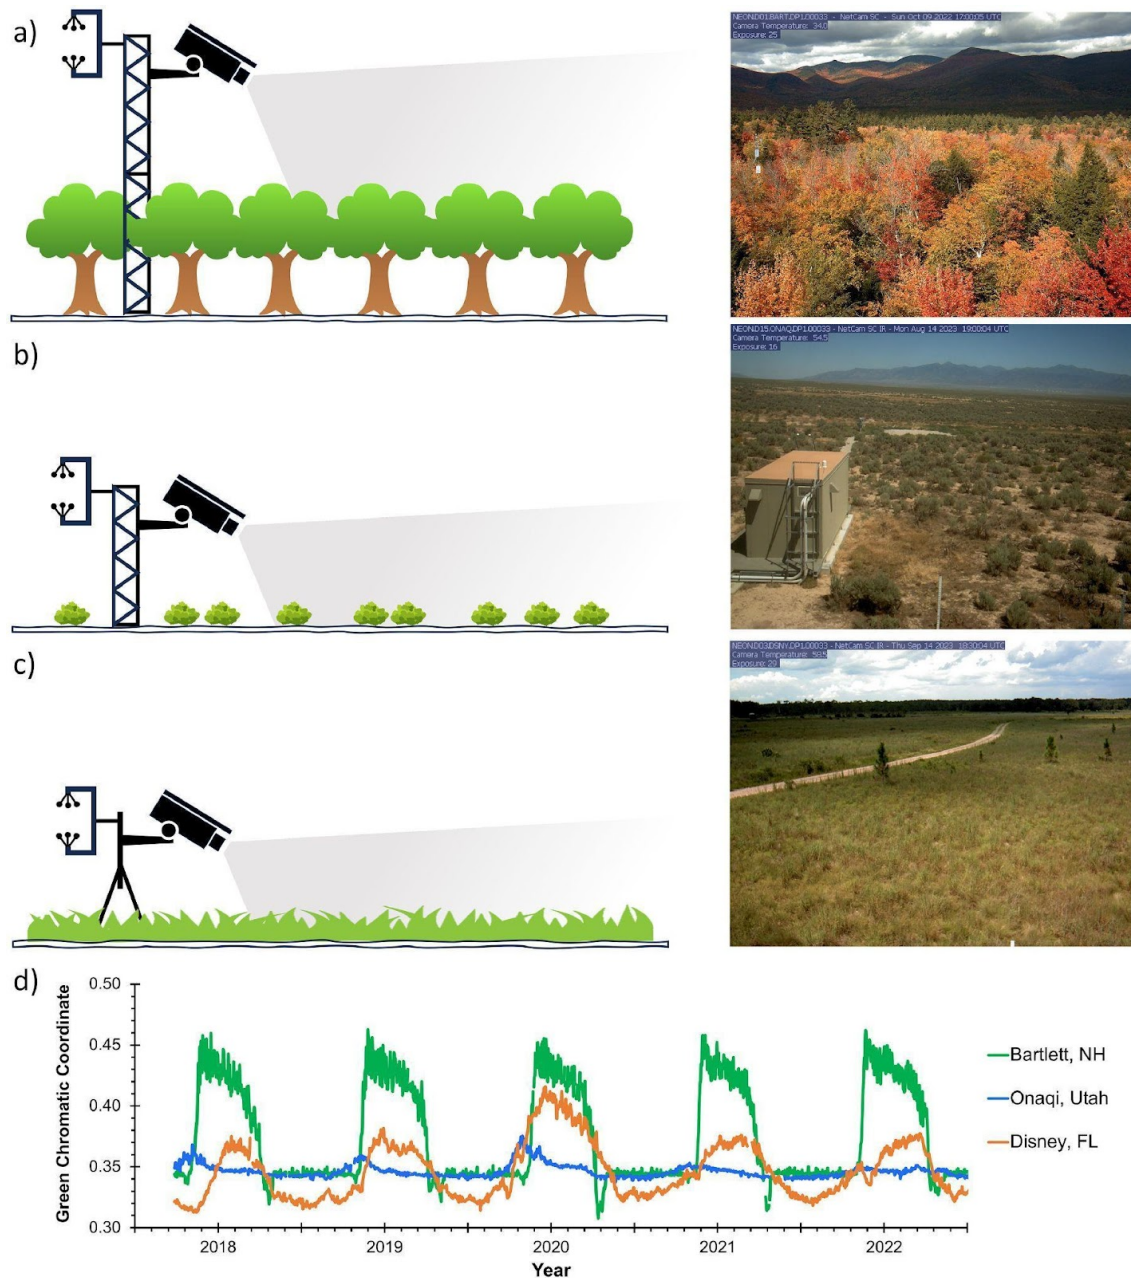 a)
NEON.D01.BART.DP1.00033 - NetCam SC - Sun Oct 09 2022 17:00:05 UTC
Camera Temperature: 34.0
Exposure: 25
b)
NEON.D15.ONAQ.DP1.00033 - NetCam SC IR - Mon Aug 14 2023 19:00:04 UTC
Camera Temperature: 54.5
Exposure: 16
c)
NEON.D03.DSNY.DP1.00033 - NetCam SC IR - Thu Sep 14 2023 18:30:04 UTC
Camera Temperature: 58.5
Exposure: 29
d)
0.50
0.45
0.40
0.35
0.30
Green Chromatic Coordinate
2018
2019
2020
2021
2022
Year
Bartlett, NH
Onaqi, Utah
Disney, FL